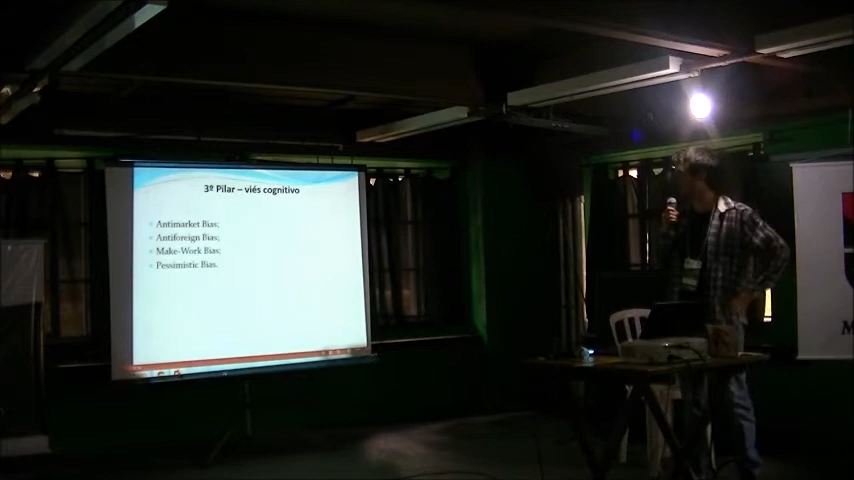 3º Pilar – viés cognitivo
Antimarket Bias;
Antiforeign Bias;
Make-Work Bias;
Pessimistic Bias.
M